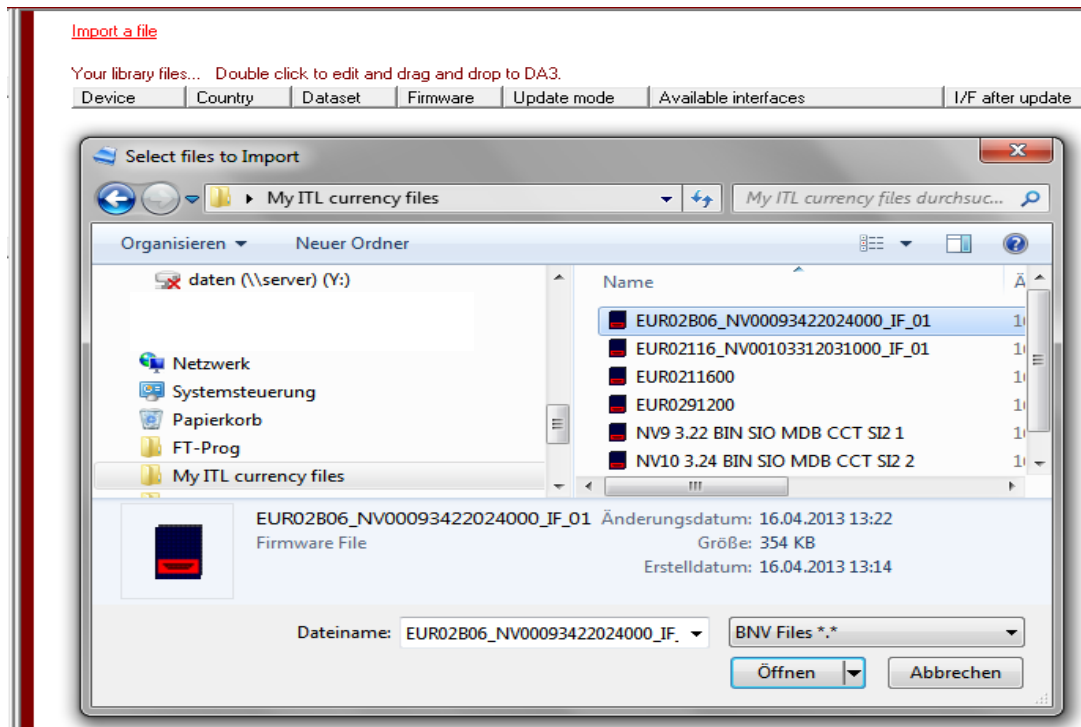 Import a file
Your library files... Double click to edit and drag and drop to DA3.
Device Country Dataset Firmware Update mode Available interfaces I/F after update
Select files to Import
My ITL currency files
My ITL currency files durchsuc...
Organisieren Neuer Ordner
daten (\\server) (Y:)
Netzwerk
Systemsteuerung
Papierkorb
FT-Prog
My ITL currency files
Name Ä
EUR02B06_NV00093422024000_IF_01
EUR02116_NV00103312031000_IF_01
EUR0211600
EUR0291200
NV9 3.22 BIN SIO MDB CCT SI2 1
NV10 3.24 BIN SIO MDB CCT SI2 2
EUR02B06_NV00093422024000_IF_01 Änderungsdatum: 16.04.2013 13:22
Firmware File Größe: 354 KB
Erstelldatum: 16.04.2013 13:14
Dateiname: EUR02B06_NV00093422024000_IF_ BNV Files *.*
Öffnen Abbrechen